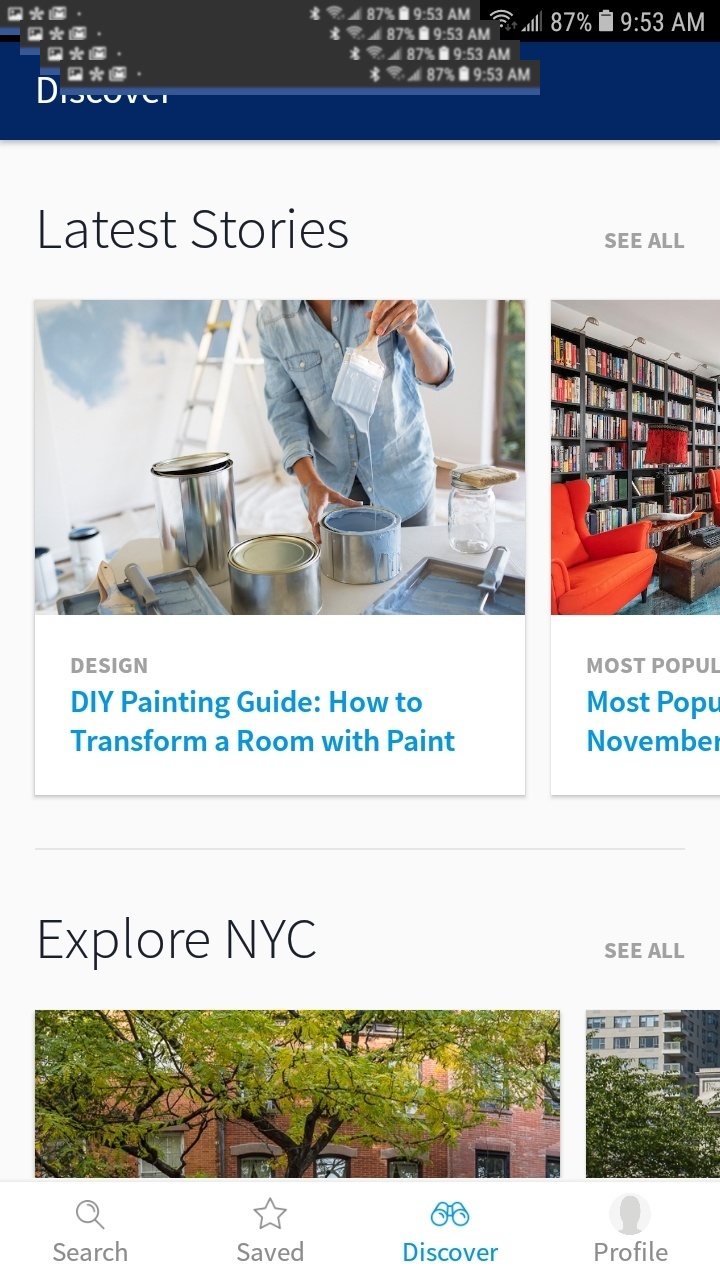 87% 9:53 AM
87% 9:53 AM
87% 9:53 AM
87% 9:53 AM
87% 9:53 AM
Discover
Latest Stories
SEE ALL
DESIGN
DIY Painting Guide: How to
Transform a Room with Paint
MOST POPUL
Most Popu
November
Explore NYC
SEE ALL
Search
Saved
Discover
Profile